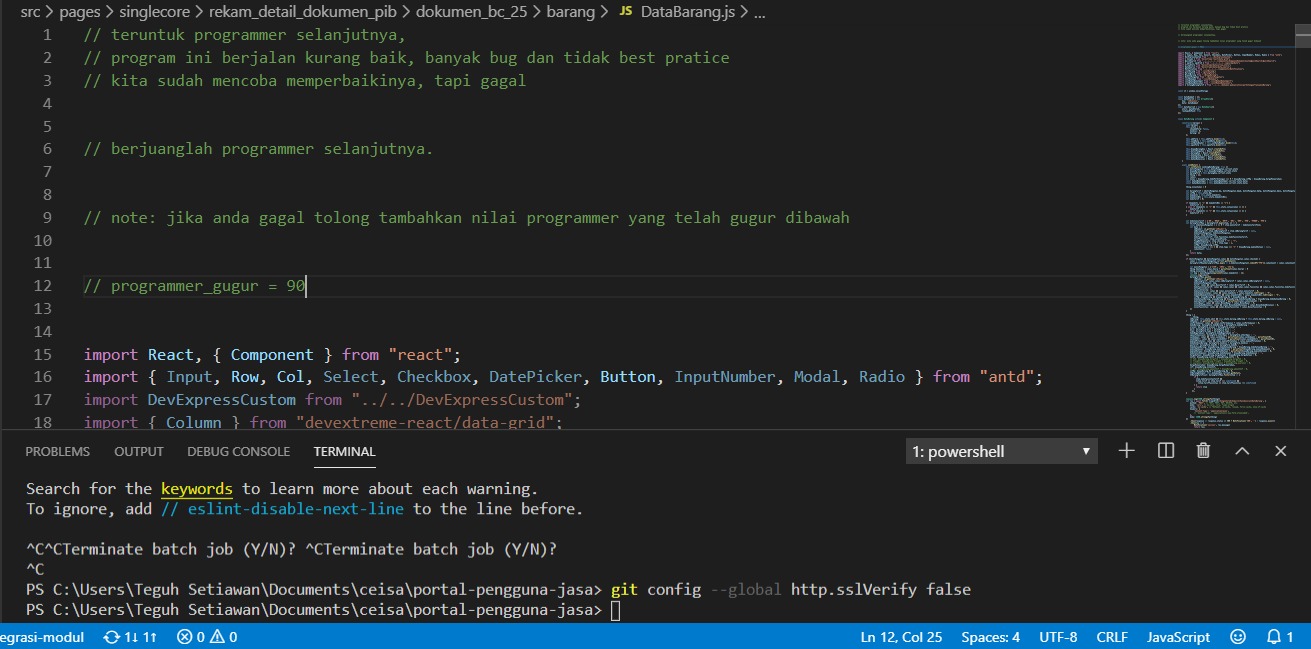 src > pages > singlecore > rekam_detail_dokumen_pib > dokumen_bc_25 > barang > JS DataBarang.js > ...
1 // teruntuk programmer selanjutnya,
2 // program ini berjalan kurang baik, banyak bug dan tidak best pratice
3 // kita sudah mencoba memperbaikinya, tapi gagal
4
5
6 // berjuanglah programmer selanjutnya.
7
8
9 // note: jika anda gagal tolong tambahkan nilai programmer yang telah gugur dibawah
10
11
12 // programmer_gugur = 90
13
14
15 import React, { Component } from "react";
16 import { Input, Row, Col, Select, Checkbox, DatePicker, Button, InputNumber, Modal, Radio } from "antd";
17 import DevExpressCustom from "../../DevExpressCustom";
18 import { Column } from "devextreme-react/data-grid";
PROBLEMS OUTPUT DEBUG CONSOLE TERMINAL 1: powershell
Search for the keywords to learn more about each warning.
To ignore, add // eslint-disable-next-line to the line before.
^C^CTerminate batch job (Y/N)? ^CTerminate batch job (Y/N)?
^C
PS C:\Users\Teguh Setiawan\Documents\ceisa\portal-pengguna-jasa> git config --global http.sslVerify false
PS C:\Users\Teguh Setiawan\Documents\ceisa\portal-pengguna-jasa>
egrasi-modul 1↓ 1↑ 0 0 Ln 12, Col 25 Spaces: 4 UTF-8 CRLF JavaScript 1